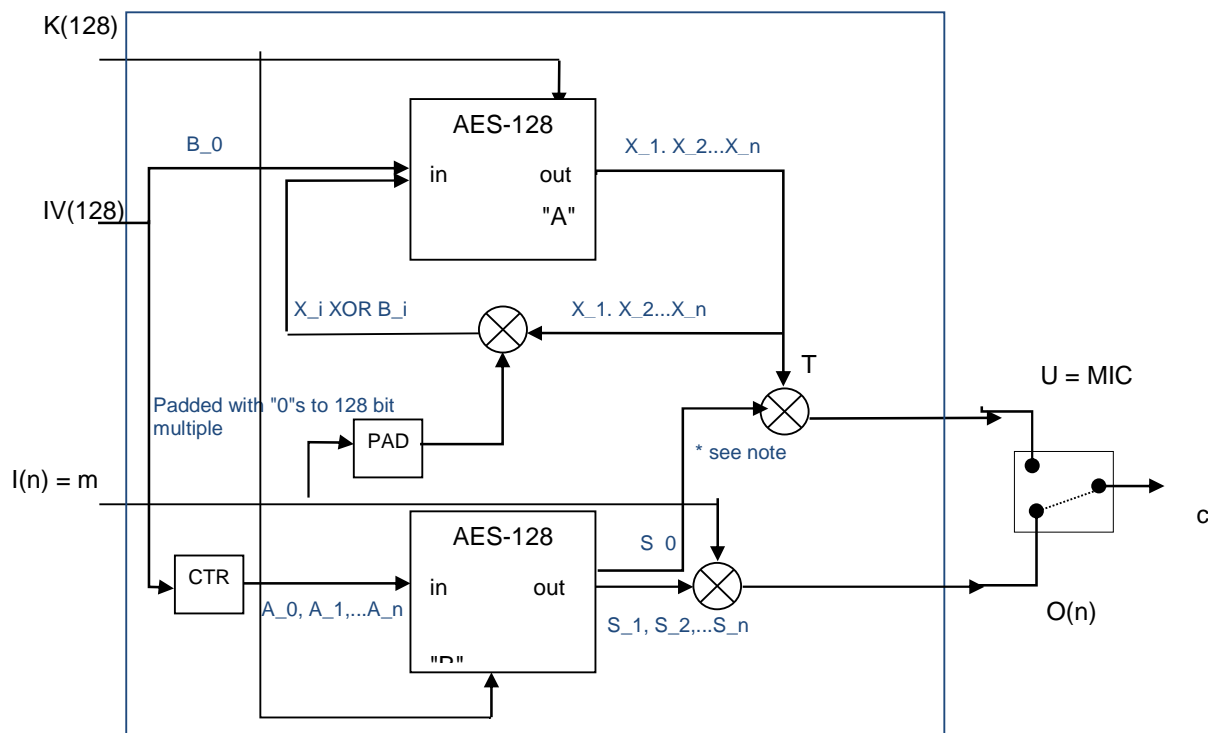 K(128)
AES-128
B_0
X_1. X_2...X_n
in
out
IV(128)
"A"
X_i XOR B_i
X_1. X_2...X_n
T
U = MIC
Padded with "0"s to 128 bit
multiple
PAD
* see note
I(n) = m
AES-128
S_0
c
CTR
in
out
A_0, A_1,...A_n
O(n)
S_1, S_2,...S_n